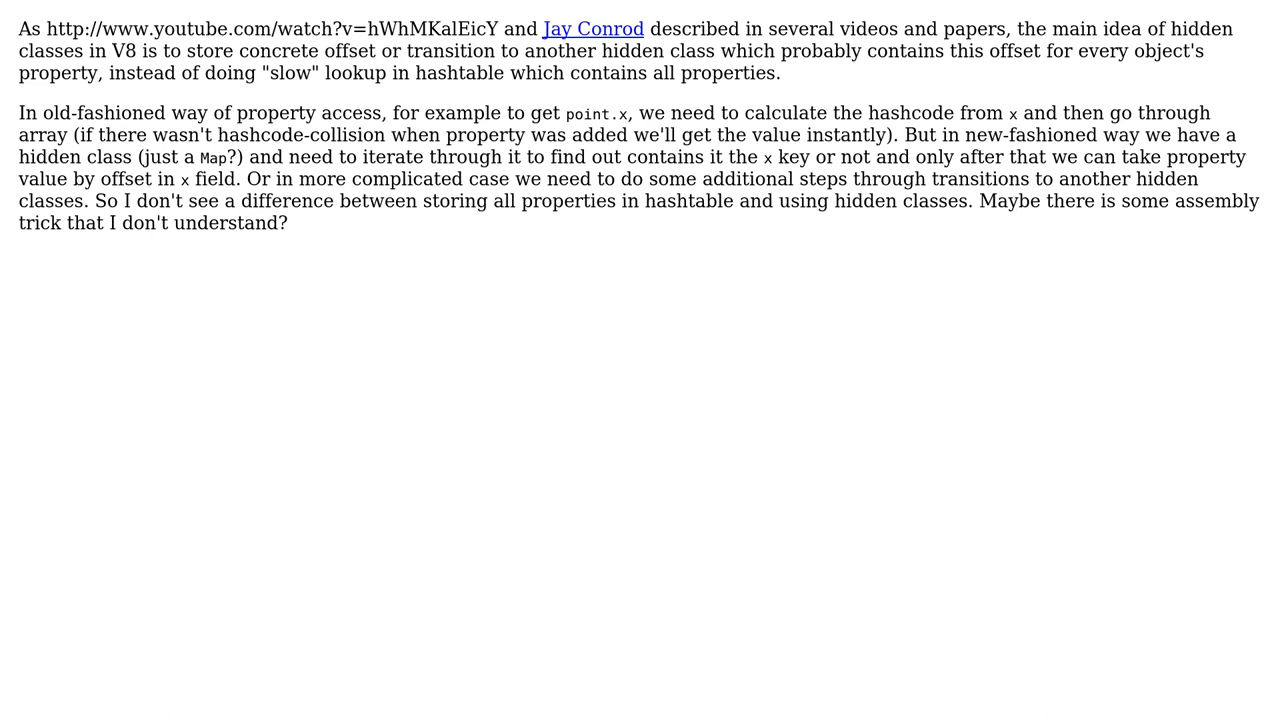 As http://www.youtube.com/watch?v=hWhMKalEicY and Jay Conrod described in several videos and papers, the main idea of hidden
classes in V8 is to store concrete offset or transition to another hidden class which probably contains this offset for every object's
property, instead of doing "slow" lookup in hashtable which contains all properties.
In old-fashioned way of property access, for example to get point.x, we need to calculate the hashcode from x and then go through
array (if there wasn't hashcode-collision when property was added we'll get the value instantly). But in new-fashioned way we have a
hidden class (just a Map?) and need to iterate through it to find out contains it the x key or not and only after that we can take property
value by offset in x field. Or in more complicated case we need to do some additional steps through transitions to another hidden
classes. So I don't see a difference between storing all properties in hashtable and using hidden classes. Maybe there is some assembly
trick that I don't understand?